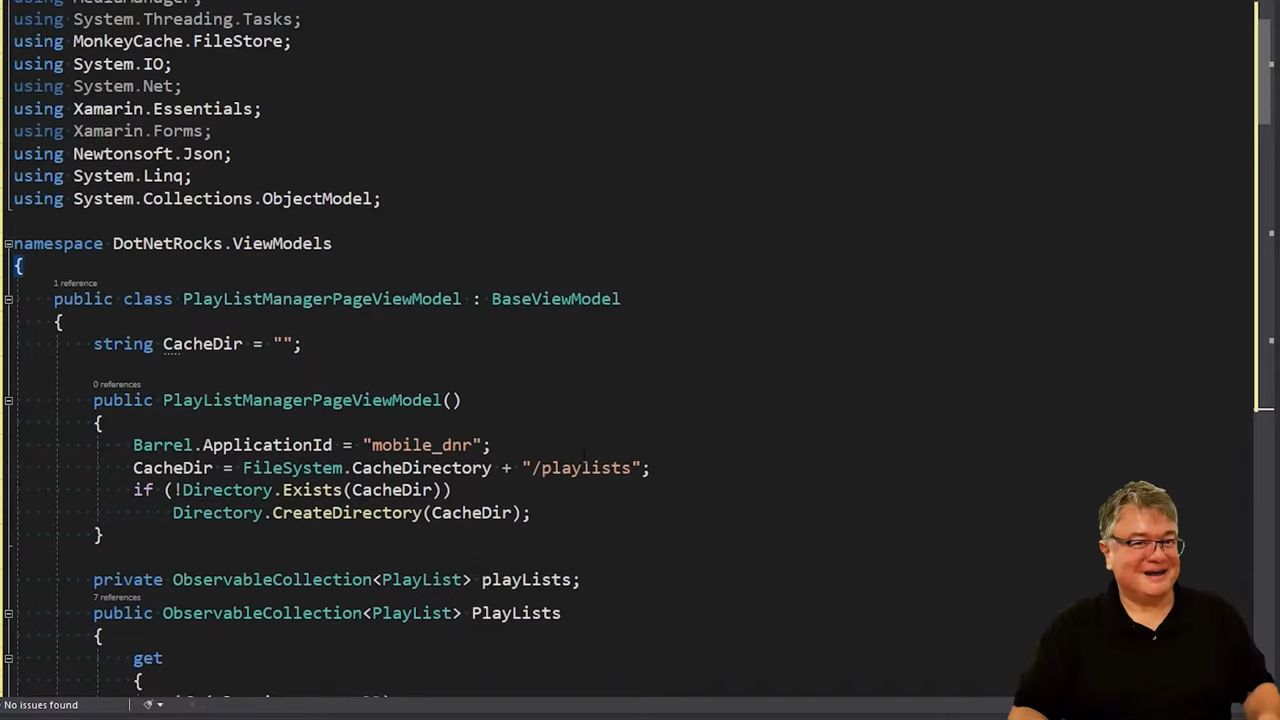 using MediaManager;
using System.Threading.Tasks;
using MonkeyCache.FileStore;
using System.IO;
using System.Net;
using Xamarin.Essentials;
using Xamarin.Forms;
using Newtonsoft.Json;
using System.Linq;
using System.Collections.ObjectModel;
namespace DotNetRocks.ViewModels
{
1 reference
public class PlayListManagerPageViewModel : BaseViewModel
{
string CacheDir = "";
0 references
public PlayListManagerPageViewModel()
{
Barrel.ApplicationId = "mobile_dnr";
CacheDir = FileSystem.CacheDirectory + "/playlists";
if (!Directory.Exists(CacheDir))
Directory.CreateDirectory(CacheDir);
}
private ObservableCollection<PlayList> playLists;
7 references
public ObservableCollection<PlayList> PlayLists
{
get
{
No issues found